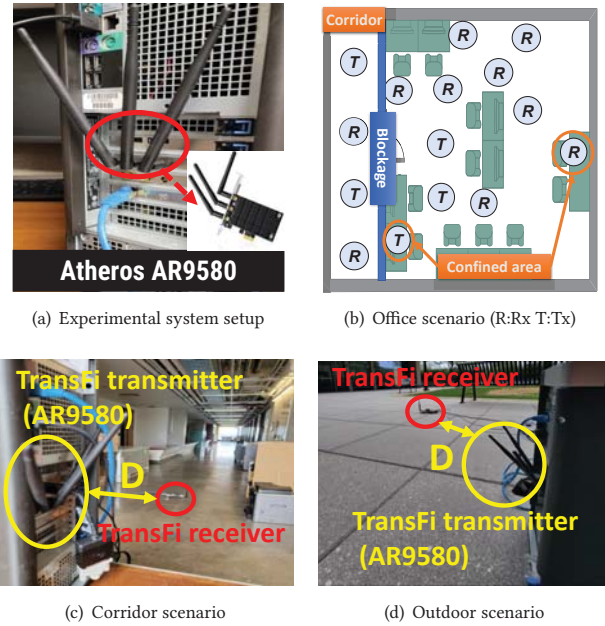 Atheros AR9580
(a) Experimental system setup
Corridor
R
R
T
R
R
R
R
R
T
R
Blockage
T
T
R
T
R
Confined area
(b) Office scenario (R:Rx T:Tx)
TransFi transmitter
(AR9580)
D
TransFi receiver
(c) Corridor scenario
TransFi receiver
D
TransFi transmitter
(AR9580)
(d) Outdoor scenario